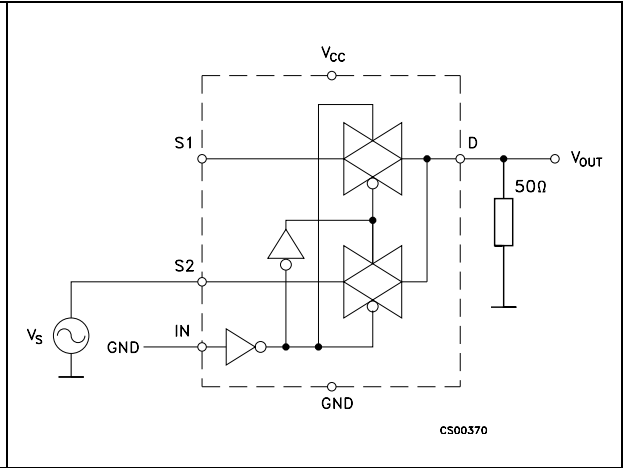 VCC
S1
D
VOUT
50Ω
S2
VS
IN
GND
GND
CS00370